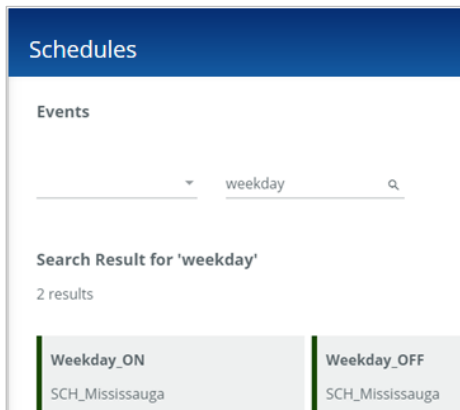 Schedules
Events
weekday
Search Result for 'weekday'
2 results
Weekday_ON
Weekday_OFF
SCH_Mississauga
SCH_Mississauga